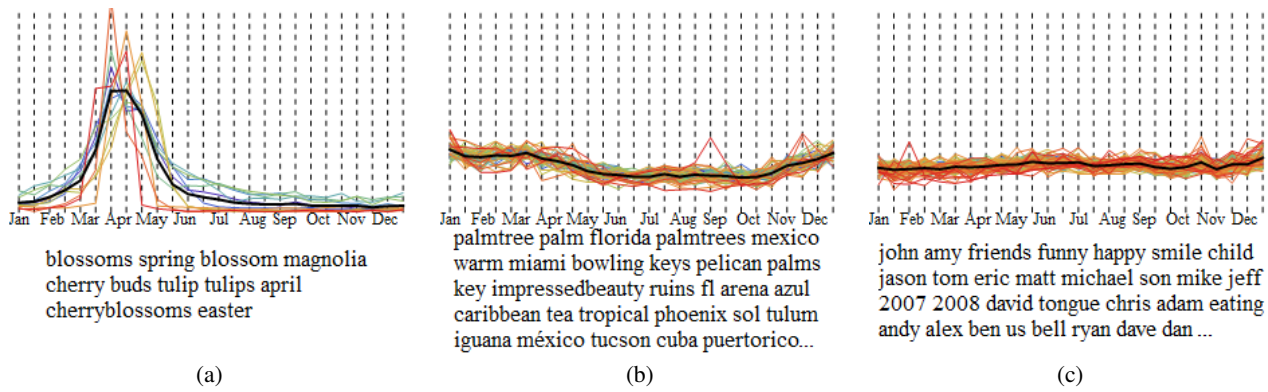 Jan Feb Mar Apr May Jun Jul Aug Sep Oct Nov Dec
blossoms spring blossom magnolia
cherry buds tulip tulips april
cherryblossoms easter
(a)
Jan Feb Mar Apr May Jun Jul Aug Sep Oct Nov Dec
palmtree palm florida palmtrees mexico
warm miami bowling keys pelican palms
key impressedbeauty ruins fl arena azul
caribbean tea tropical phoenix sol tulum
iguana méxico tucson cuba puertorico...
(b)
Jan Feb Mar Apr May Jun Jul Aug Sep Oct Nov Dec
john amy friends funny happy smile child
jason tom eric matt michael son mike jeff
2007 2008 david tongue chris adam eating
andy alex ben us bell ryan dave dan ...
(c)